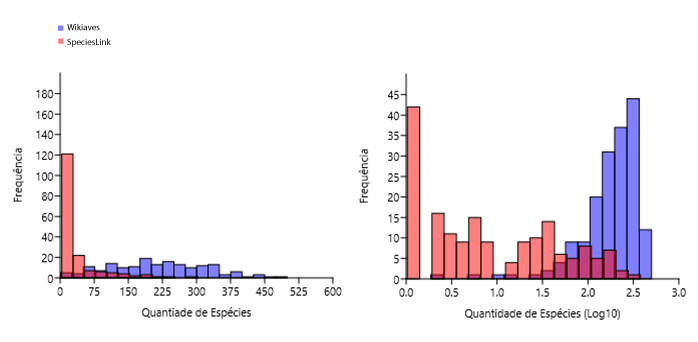 Wikiaves
SpeciesLink
Frequência
180
160
140
120
100
80
60
40
20
0
0 75 150 225 300 375 450 525 600
Quantiade de Espécies
Frequência
45
40
35
30
25
20
15
10
5
0
0.0 0.5 1.0 1.5 2.0 2.5 3.0
Quantidade de Espécies (Log10)